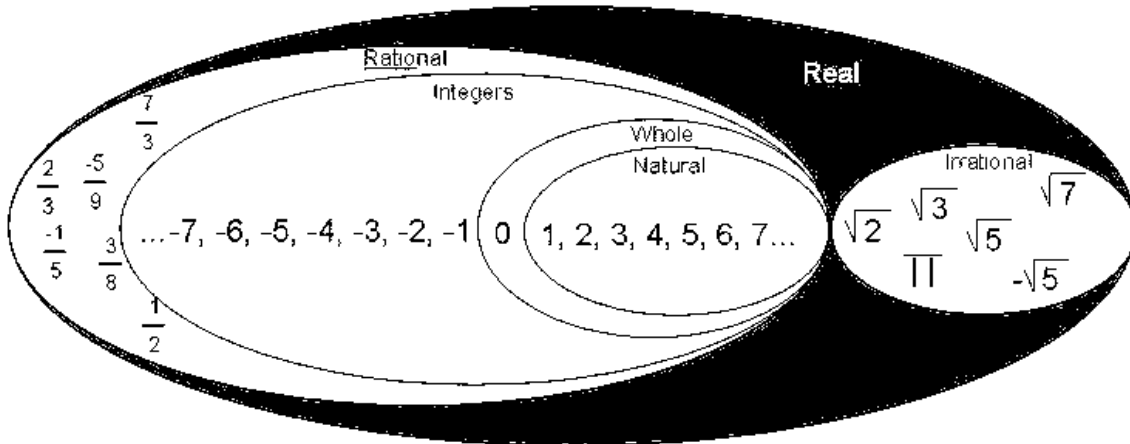 Rational
Real
Integers
7/3
Whole
Natural
Irrational
2/3
-5/9
√7
√3
-1/5
3/8
...-7, -6, -5, -4, -3, -2, -1
0
1, 2, 3, 4, 5, 6, 7...
√2
√5
∏
-√5
1/2